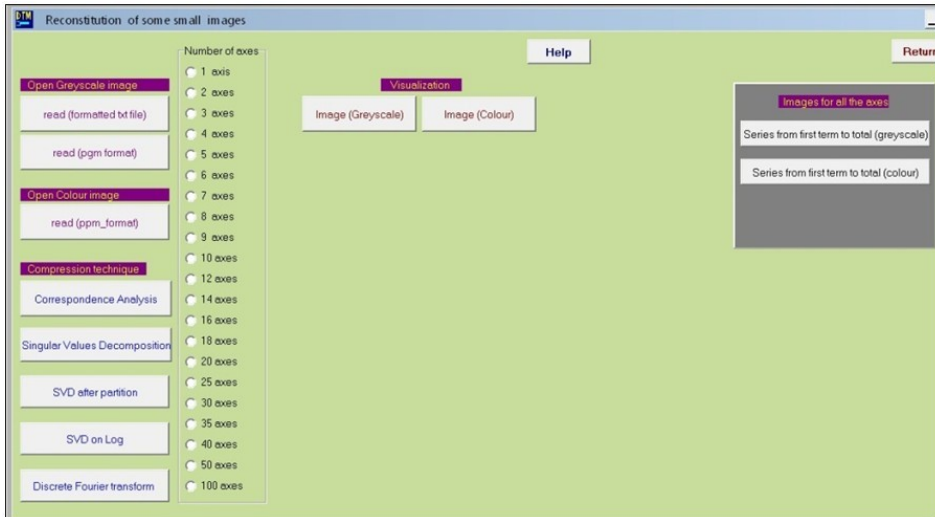 DTM
Reconstitution of some small images
Help
Return
Open Greyscale image
read (formatted txt file)
read (pgm format)
Open Colour image
read (ppm_format)
Compression technique
Correspondence Analysis
Singular Values Decomposition
SVD after partition
SVD on Log
Discrete Fourier transform
Number of axes
1 axis
2 axes
3 axes
4 axes
5 axes
6 axes
7 axes
8 axes
9 axes
10 axes
12 axes
14 axes
16 axes
18 axes
20 axes
25 axes
30 axes
35 axes
40 axes
50 axes
100 axes
Visualization
Image (Greyscale)
Image (Colour)
Images for all the axes
Series from first term to total (greyscale)
Series from first term to total (colour)